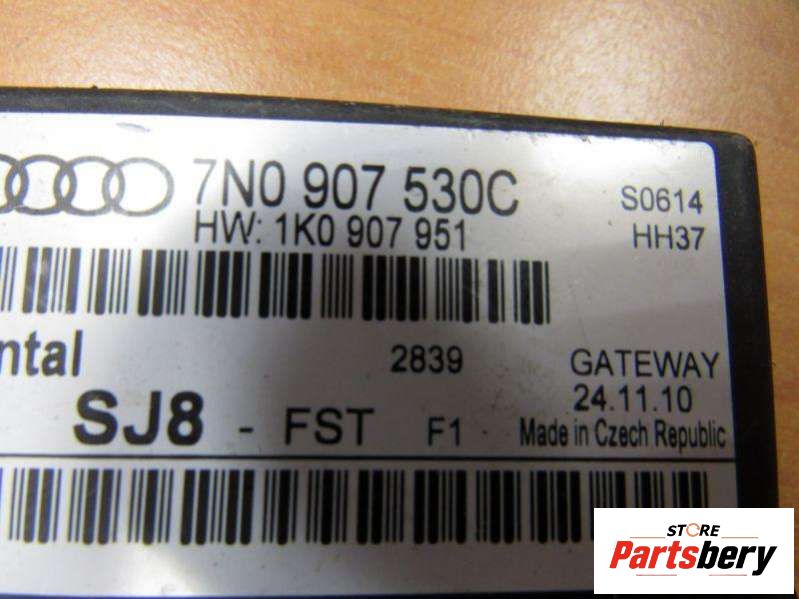 7N0 907 530C
HW: 1K0 907 951
S0614
HH37
ntal
2839
GATEWAY
24.11.10
SJ8 - FST F1
Made in Czech Republic
STORE
Partsbery